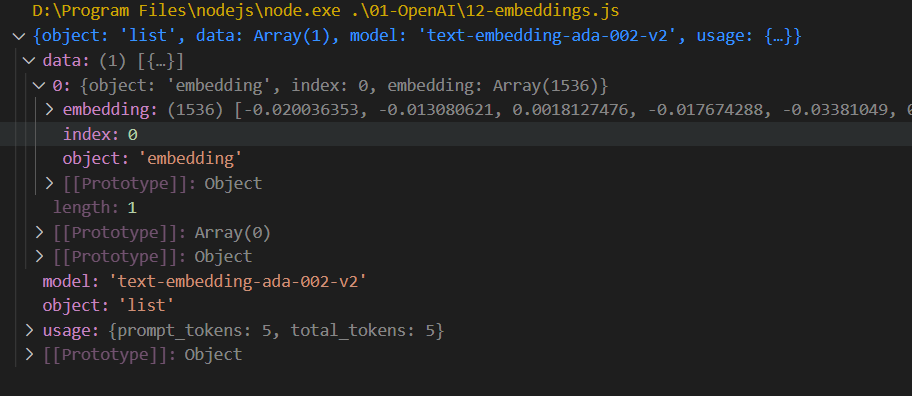 D:\Program Files\nodejs\node.exe .\01-OpenAI\12-embeddings.js
{object: 'list', data: Array(1), model: 'text-embedding-ada-002-v2', usage: {…}}
data: (1) [{…}]
0: {object: 'embedding', index: 0, embedding: Array(1536)}
embedding: (1536) [-0.020036353, -0.013080621, 0.0018127476, -0.017674288, -0.03381049, 0
index: 0
object: 'embedding'
[[Prototype]]: Object
length: 1
[[Prototype]]: Array(0)
[[Prototype]]: Object
model: 'text-embedding-ada-002-v2'
object: 'list'
usage: {prompt_tokens: 5, total_tokens: 5}
[[Prototype]]: Object